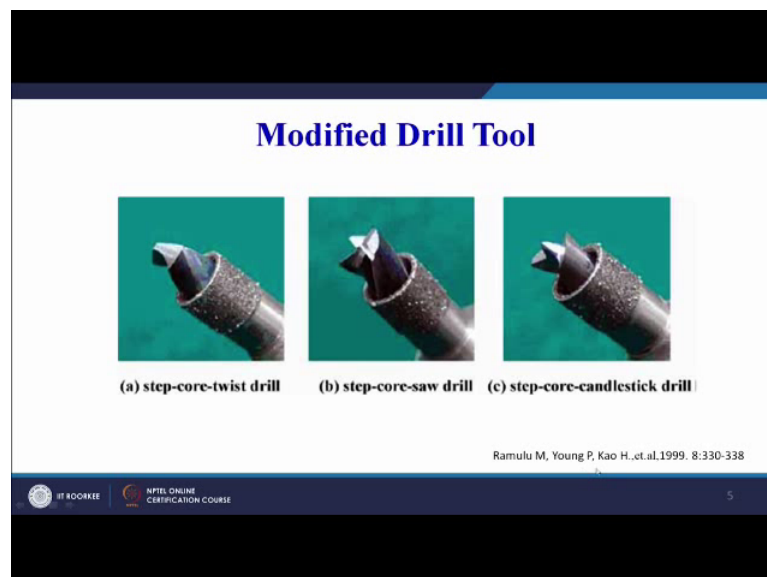 Modified Drill Tool
(a) step-core-twist drill
(b) step-core-saw drill
(c) step-core-candlestick drill
Ramulu M, Young P, Kao H.,et.al,1999. 8:330-338
IIT ROORKEE
NPTEL ONLINE
CERTIFICATION COURSE
5